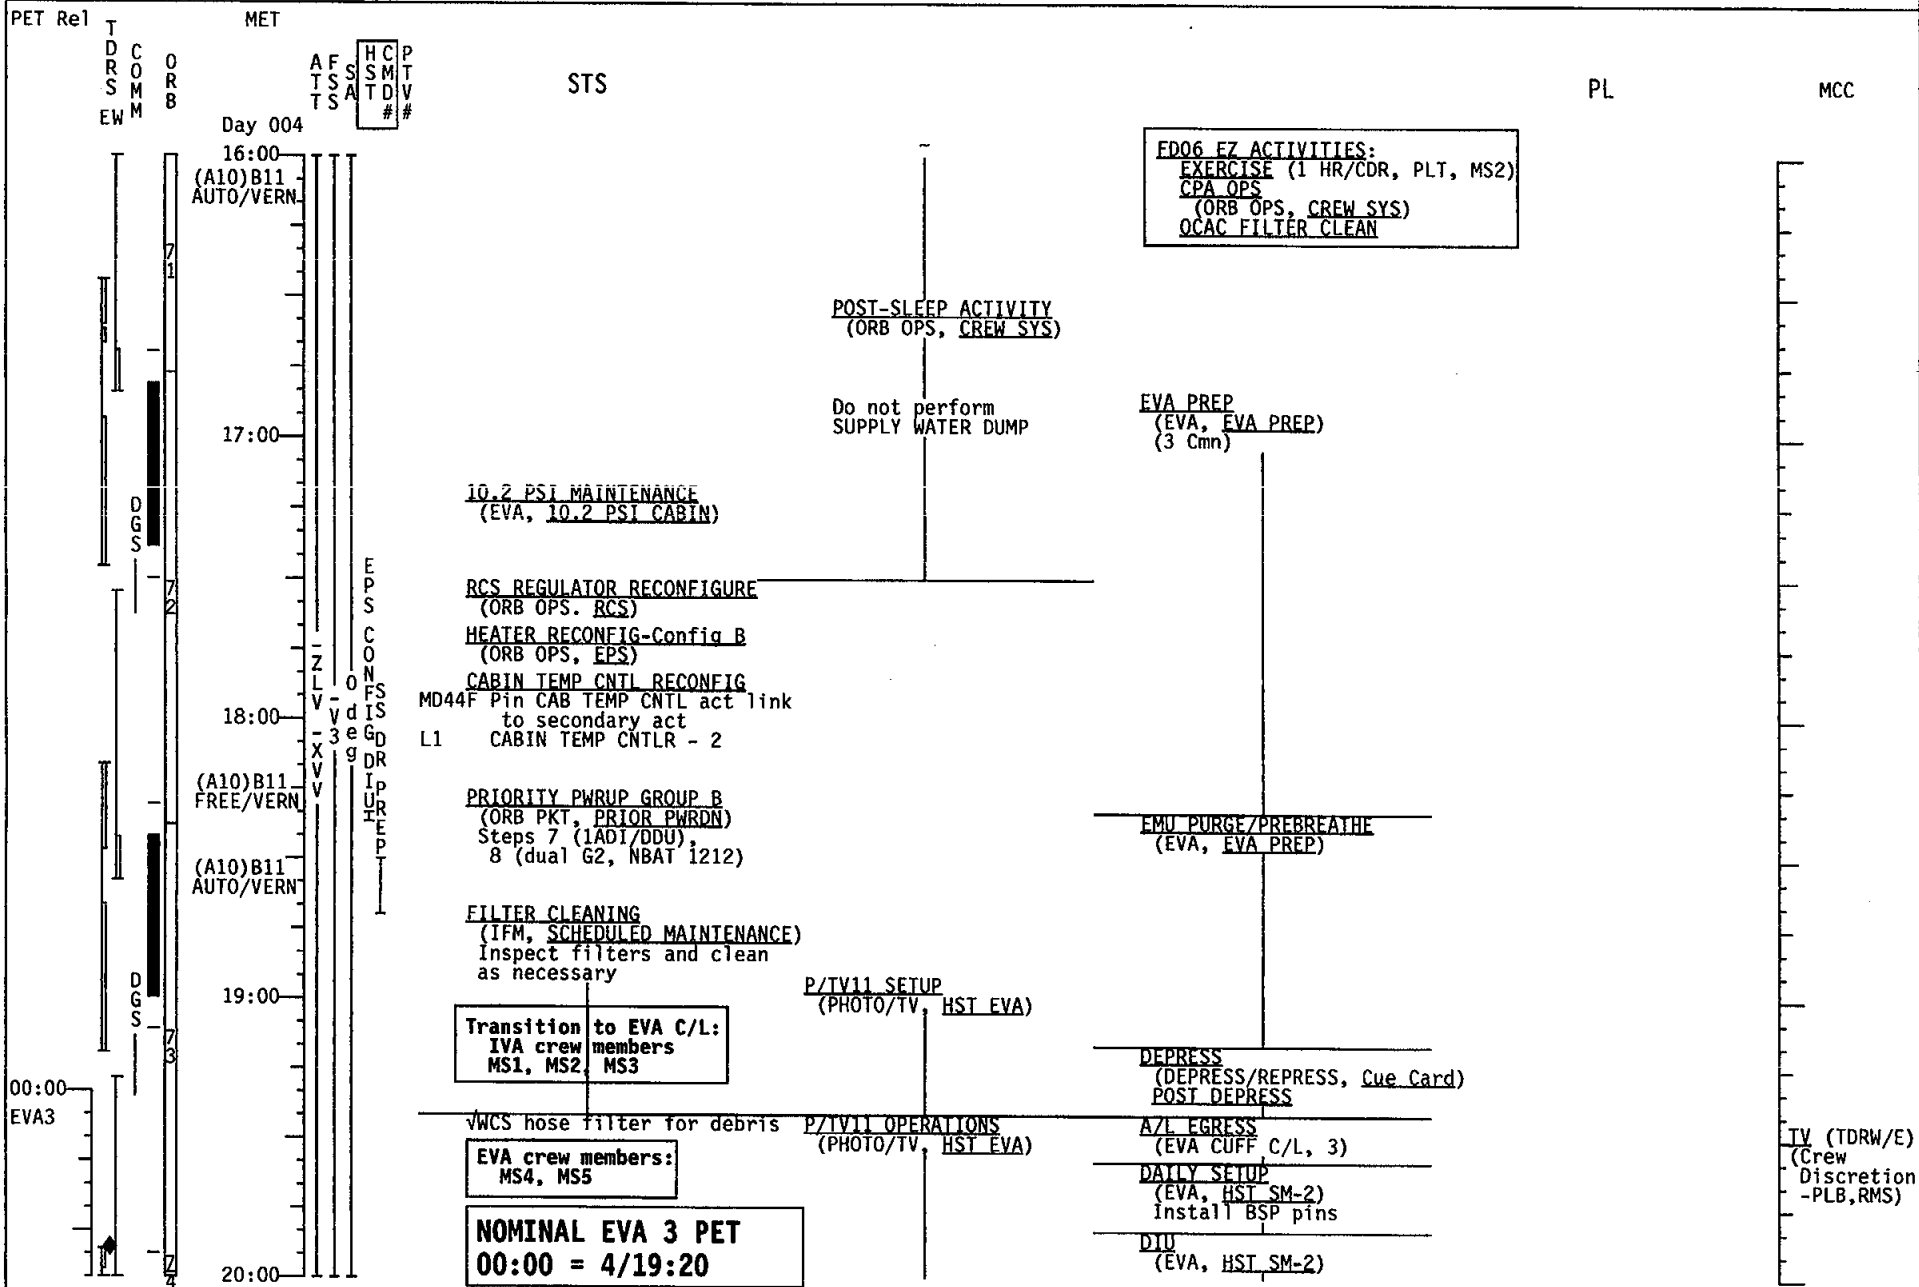 PET Rel
MET
TDRS EW
COMM
ORB
ATT
FSS
SA
HST CMD#
PTV#
STS
PL
MCC
Day 004
16:00
(A10)B11
AUTO/VERN
71
FD06 EZ ACTIVITIES:
EXERCISE (1 HR/CDR, PLT, MS2)
CPA OPS
(ORB OPS, CREW SYS)
OCAC FILTER CLEAN
POST-SLEEP ACTIVITY
(ORB OPS, CREW SYS)
Do not perform
SUPPLY WATER DUMP
EVA PREP
(EVA, EVA PREP)
(3 Cmn)
17:00
DGS
10.2 PSI MAINTENANCE
(EVA, 10.2 PSI CABIN)
72
RCS REGULATOR RECONFIGURE
(ORB OPS. RCS)
HEATER RECONFIG-Config B
(ORB OPS, EPS)
CABIN TEMP CNTL RECONFIG
MD44F Pin CAB TEMP CNTL act link
to secondary act
L1 CABIN TEMP CNTLR - 2
18:00
-ZLV -XVV
-V3
0 deg
EPS CONFIG DIU
FSS DR PREP
(A10)B11
FREE/VERN
PRIORITY PWRUP GROUP B
(ORB PKT, PRIOR PWRDN)
Steps 7 (1ADI/DDU),
8 (dual G2, NBAT 1212)
EMU PURGE/PREBREATHE
(EVA, EVA PREP)
(A10)B11
AUTO/VERN
FILTER CLEANING
(IFM, SCHEDULED MAINTENANCE)
Inspect filters and clean
as necessary
19:00
DGS
73
P/TV11 SETUP
(PHOTO/TV, HST EVA)
Transition to EVA C/L:
IVA crew members
MS1, MS2, MS3
DEPRESS
(DEPRESS/REPRESS, Cue Card)
POST DEPRESS
00:00
EVA3
√WCS hose filter for debris
P/TV11 OPERATIONS
(PHOTO/TV, HST EVA)
A/L EGRESS
(EVA CUFF C/L, 3)
TV (TDRW/E)
(Crew
Discretion
-PLB,RMS)
EVA crew members:
MS4, MS5
DAILY SETUP
(EVA, HST SM-2)
Install BSP pins
NOMINAL EVA 3 PET
00:00 = 4/19:20
DIU
(EVA, HST SM-2)
20:00
74